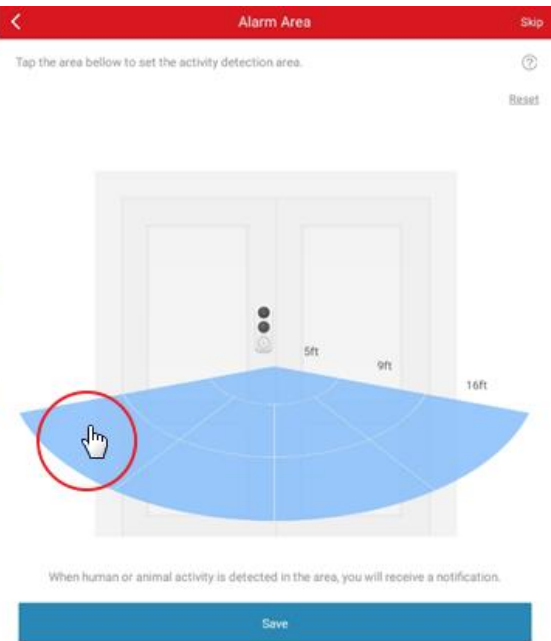 Alarm Area
Skip
Tap the area bellow to set the activity detection area.
Reset
5ft
9ft
16ft
When human or animal activity is detected in the area, you will receive a notification.
Save